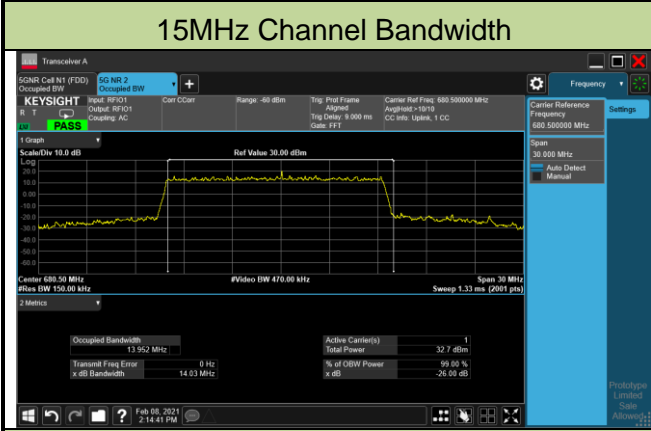 15MHz Channel Bandwidth
Transceiver A
5GNR Cell N1 (FDD)
Occupied BW
5G NR 2
Occupied BW
+
Frequency
KEYSIGHT
R T
PASS
Input: RFIO1
Output: RFIO1
Coupling: AC
Corr CCorr
Range: -60 dBm
Trig: Prot Frame
Aligned
Trig Delay: 9.000 ms
Gate: FFT
Carrier Ref Freq: 680.500000 MHz
Avg|Hold:>10/10
CC Info: Uplink, 1 CC
Carrier Reference
Frequency
680.500000 MHz
Settings
Span
30.000 MHz
Auto Detect
Manual
1 Graph
Scale/Div 10.0 dB
Ref Value 30.00 dBm
Log
20.0
10.0
0.00
-10.0
-20.0
-30.0
-40.0
-50.0
-60.0
Center 680.50 MHz
#Video BW 470.00 kHz
Span 30 MHz
#Res BW 150.00 kHz
Sweep 1.33 ms (2001 pts)
2 Metrics
Occupied Bandwidth
13.952 MHz
Active Carrier(s) 1
Total Power 32.7 dBm
Transmit Freq Error 0 Hz
x dB Bandwidth 14.03 MHz
% of OBW Power 99.00 %
x dB -26.00 dB
Prototype
Limited
Sale
Allowed
?
Feb 08, 2021
2:14:41 PM